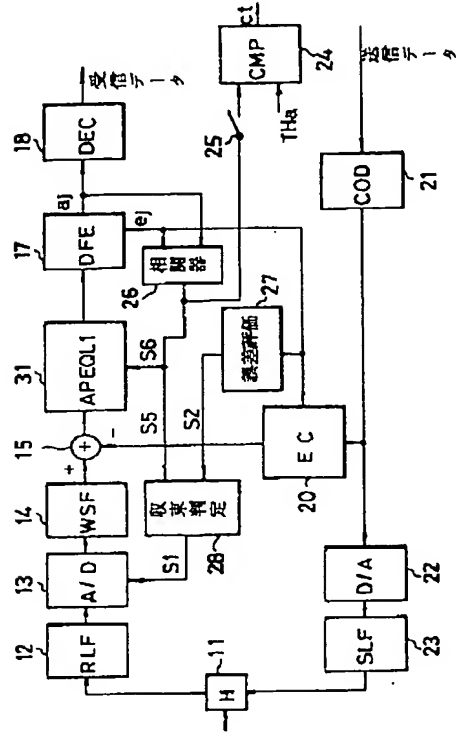 12
RLF
13
A/D
14
WSF
15
+
-
+
31
APEQL1
17
DFE
aj
ej
18
DEC
受信データ
11
H
S1
28
収束判定
S5
S2
S6
26
相関器
27
誤差評価
25
CMP
24
ct
THa
20
EC
23
SLF
22
D/A
21
COD
送信データ